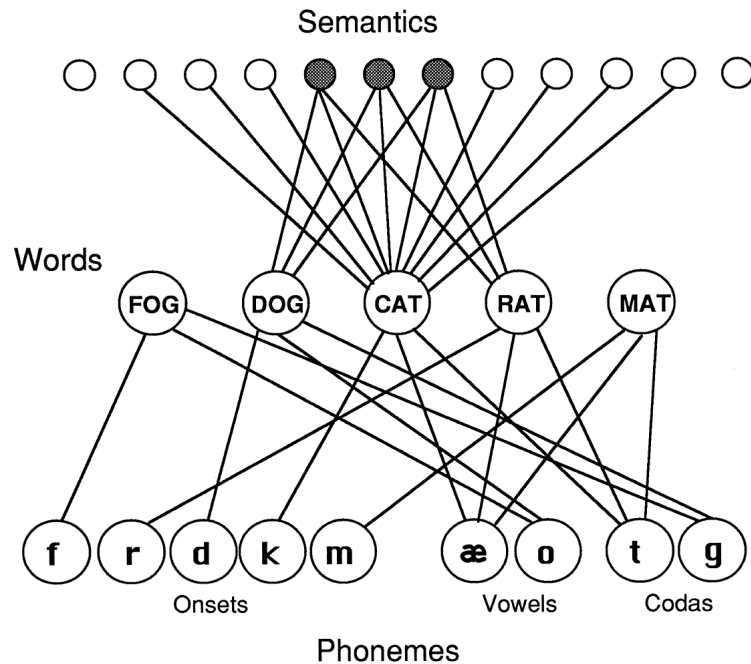 Semantics
Words
FOG DOG CAT RAT MAT
f r d k m æ o t g
Onsets Vowels Codas
Phonemes